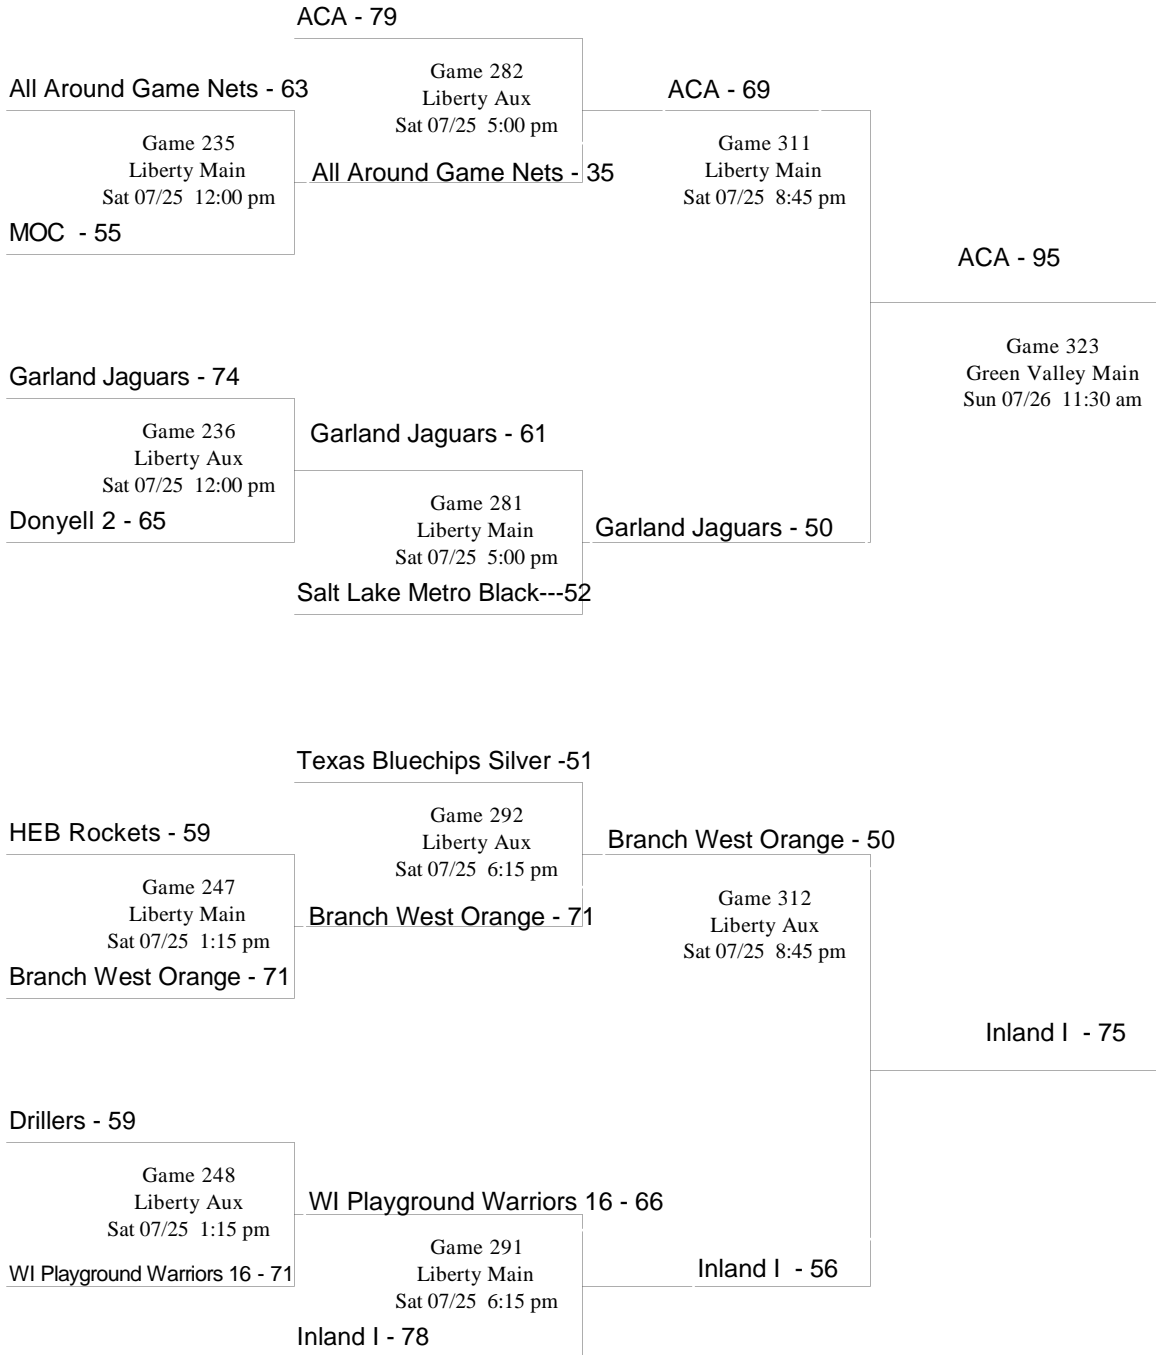 ACA - 79
All Around Game Nets - 63
Game 282
Liberty Aux
Sat 07/25 5:00 pm
ACA - 69
Game 235
Liberty Main
Sat 07/25 12:00 pm
All Around Game Nets - 35
Game 311
Liberty Main
Sat 07/25 8:45 pm
MOC - 55
ACA - 95
Game 323
Green Valley Main
Sun 07/26 11:30 am
Garland Jaguars - 74
Game 236
Liberty Aux
Sat 07/25 12:00 pm
Garland Jaguars - 61
Donyell 2 - 65
Game 281
Liberty Main
Sat 07/25 5:00 pm
Garland Jaguars - 50
Salt Lake Metro Black---52
Texas Bluechips Silver -51
HEB Rockets - 59
Game 292
Liberty Aux
Sat 07/25 6:15 pm
Branch West Orange - 50
Game 247
Liberty Main
Sat 07/25 1:15 pm
Branch West Orange - 71
Game 312
Liberty Aux
Sat 07/25 8:45 pm
Branch West Orange - 71
Inland I - 75
Drillers - 59
Game 248
Liberty Aux
Sat 07/25 1:15 pm
WI Playground Warriors 16 - 66
WI Playground Warriors 16 - 71
Game 291
Liberty Main
Sat 07/25 6:15 pm
Inland I - 56
Inland I - 78